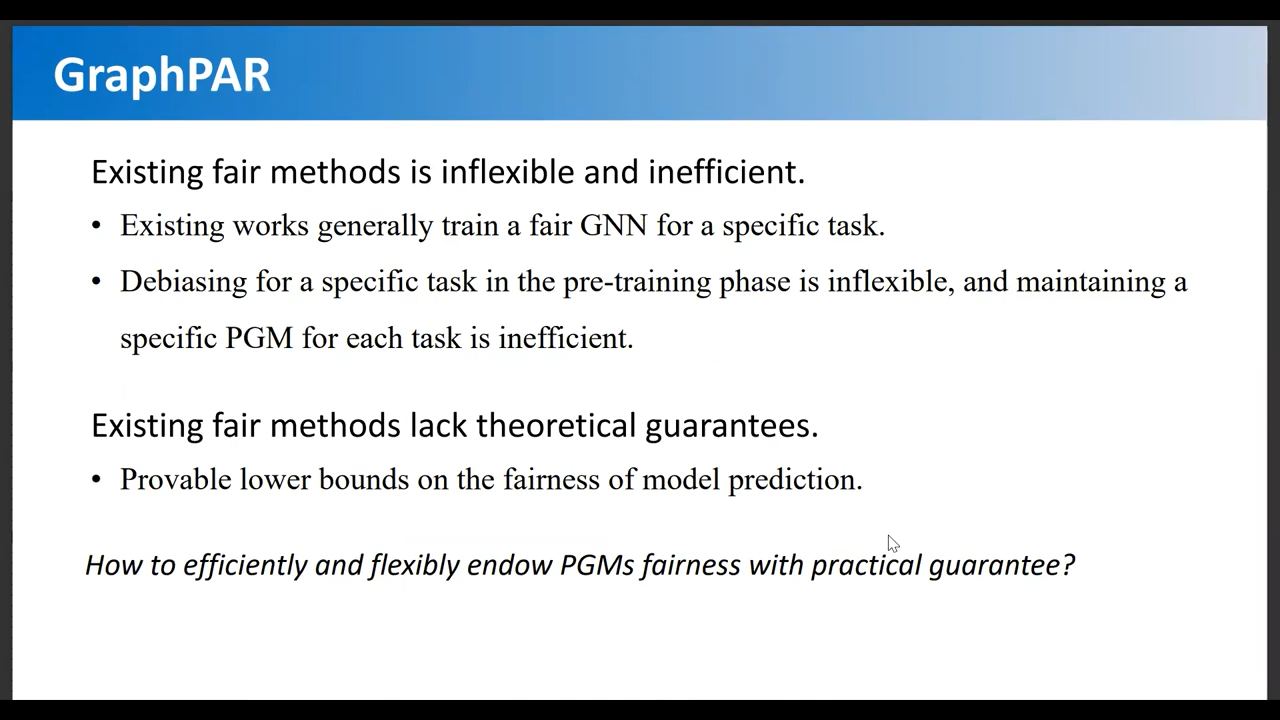 GraphPAR
Existing fair methods is inflexible and inefficient.
• Existing works generally train a fair GNN for a specific task.
• Debiasing for a specific task in the pre-training phase is inflexible, and maintaining a
specific PGM for each task is inefficient.
Existing fair methods lack theoretical guarantees.
• Provable lower bounds on the fairness of model prediction.
How to efficiently and flexibly endow PGMs fairness with practical guarantee?